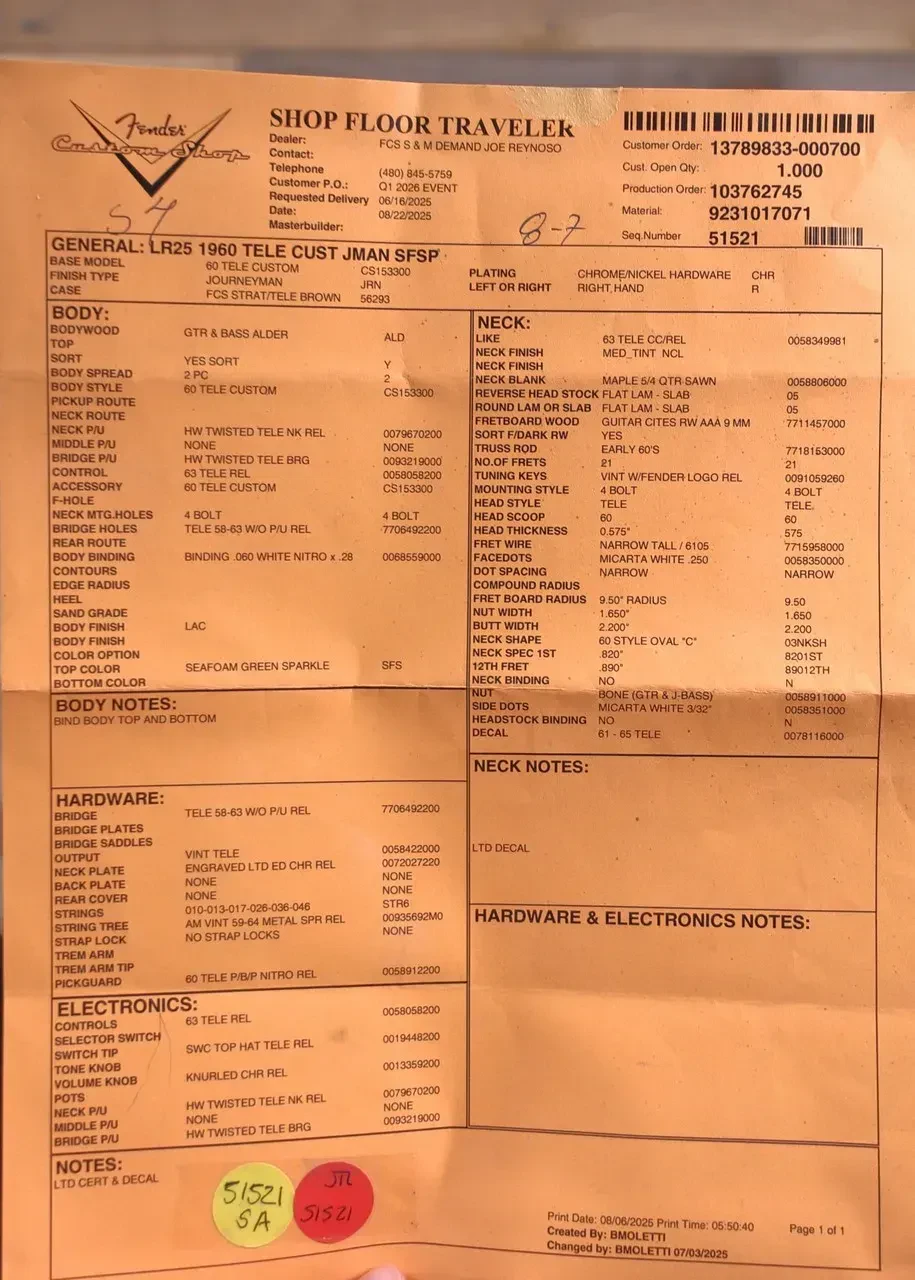 Fender
Custom Shop
SHOP FLOOR TRAVELER
Dealer: FCS S & M DEMAND JOE REYNOSO
Contact:
Telephone (480) 845-5759
Customer P.O.: Q1 2026 EVENT
Requested Delivery 06/16/2025
Date: 08/22/2025
Masterbuilder:
Customer Order: 13789833-000700
Cust. Open Qty: 1.000
Production Order: 103762745
Material: 9231017071
Seq.Number 51521
54
8-7
GENERAL: LR25 1960 TELE CUST JMAN SFSP
BASE MODEL 60 TELE CUSTOM CS153300
FINISH TYPE JOURNEYMAN JRN
CASE FCS STRAT/TELE BROWN 56293
PLATING CHROME/NICKEL HARDWARE CHR
LEFT OR RIGHT RIGHT HAND R
BODY:
BODYWOOD GTR & BASS ALDER ALD
TOP
SORT YES SORT Y
BODY SPREAD 2 PC 2
BODY STYLE 60 TELE CUSTOM CS153300
PICKUP ROUTE
NECK ROUTE
NECK P/U HW TWISTED TELE NK REL 0079670200
MIDDLE P/U NONE NONE
BRIDGE P/U HW TWISTED TELE BRG 0093219000
CONTROL 63 TELE REL 0058058200
ACCESSORY 60 TELE CUSTOM CS153300
F-HOLE
NECK MTG.HOLES 4 BOLT 4 BOLT
BRIDGE HOLES TELE 58-63 W/O P/U REL 7706492200
REAR ROUTE
BODY BINDING BINDING .060 WHITE NITRO x .28 0068559000
CONTOURS
EDGE RADIUS
HEEL
SAND GRADE
BODY FINISH LAC
BODY FINISH
COLOR OPTION
TOP COLOR SEAFOAM GREEN SPARKLE SFS
BOTTOM COLOR
BODY NOTES:
BIND BODY TOP AND BOTTOM
HARDWARE:
BRIDGE TELE 58-63 W/O P/U REL 7706492200
BRIDGE PLATES
BRIDGE SADDLES
OUTPUT VINT TELE 0058422000
NECK PLATE ENGRAVED LTD ED CHR REL 0072027220
BACK PLATE NONE NONE
REAR COVER NONE NONE
STRINGS 010-013-017-026-036-046 STR6
STRING TREE AM VINT 59-64 METAL SPR REL 00935692M0
STRAP LOCK NO STRAP LOCKS NONE
TREM ARM
TREM ARM TIP
PICKGUARD 60 TELE P/B/P NITRO REL 0058912200
ELECTRONICS:
CONTROLS 63 TELE REL 0058058200
SELECTOR SWITCH
SWITCH TIP SWC TOP HAT TELE REL 0019448200
TONE KNOB
VOLUME KNOB KNURLED CHR REL 0013359200
POTS
NECK P/U HW TWISTED TELE NK REL 0079670200
MIDDLE P/U NONE NONE
BRIDGE P/U HW TWISTED TELE BRG 0093219000
NOTES:
LTD CERT & DECAL
51521
SA
JTL
51521
NECK:
LIKE 63 TELE CC/REL 0058349981
NECK FINISH MED_TINT NCL
NECK FINISH
NECK BLANK MAPLE 5/4 QTR SAWN 0058806000
REVERSE HEAD STOCK FLAT LAM - SLAB 05
ROUND LAM OR SLAB FLAT LAM - SLAB 05
FRETBOARD WOOD GUITAR CITES RW AAA 9 MM 7711457000
SORT F/DARK RW YES
TRUSS ROD EARLY 60'S 7718163000
NO.OF FRETS 21 21
TUNING KEYS VINT W/FENDER LOGO REL 0091059260
MOUNTING STYLE 4 BOLT 4 BOLT
HEAD STYLE TELE TELE
HEAD SCOOP 60 60
HEAD THICKNESS 0.575" 575
FRET WIRE NARROW TALL / 6105 7715958000
FACEDOTS MICARTA WHITE .250 0058350000
DOT SPACING NARROW NARROW
COMPOUND RADIUS
FRET BOARD RADIUS 9.50" RADIUS 9.50
NUT WIDTH 1.650" 1.650
BUTT WIDTH 2.200" 2.200
NECK SHAPE 60 STYLE OVAL "C" 03NKSH
NECK SPEC 1ST .820" 8201ST
12TH FRET .890" 89012TH
NECK BINDING NO N
NUT BONE (GTR & J-BASS) 0058911000
SIDE DOTS MICARTA WHITE 3/32" 0058351000
HEADSTOCK BINDING NO N
DECAL 61 - 65 TELE 0078116000
NECK NOTES:
LTD DECAL
HARDWARE & ELECTRONICS NOTES:
Print Date: 08/06/2025 Print Time: 05:50:40
Created By: BMOLETTI
Changed by: BMOLETTI 07/03/2025
Page 1 of 1